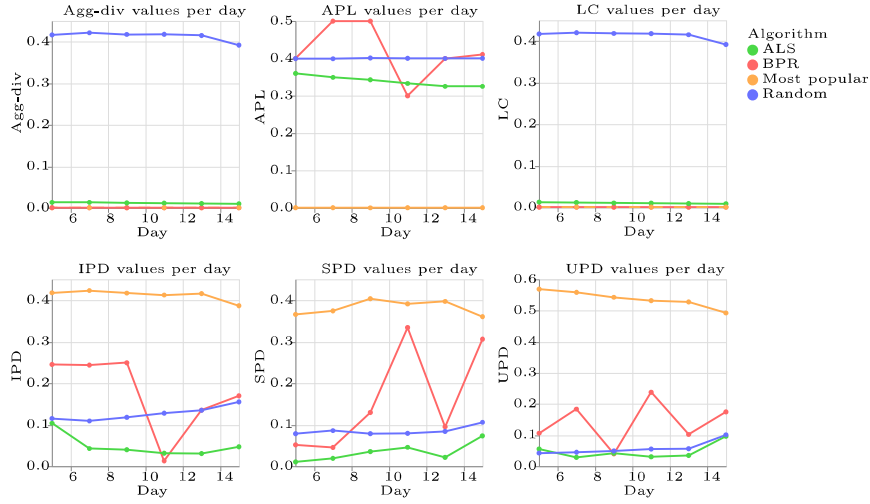 Agg-div values per day
APL values per day
LC values per day
Agg-div
0.4
0.3
0.2
0.1
0.0
6 8 10 12 14
Day
APL
0.5
0.4
0.3
0.2
0.1
0.0
6 8 10 12 14
Day
LC
0.4
0.3
0.2
0.1
0.0
6 8 10 12 14
Day
Algorithm
ALS
BPR
Most popular
Random
IPD values per day
SPD values per day
UPD values per day
IPD
0.4
0.3
0.2
0.1
0.0
6 8 10 12 14
Day
SPD
0.4
0.3
0.2
0.1
0.0
6 8 10 12 14
Day
UPD
0.6
0.5
0.4
0.3
0.2
0.1
0.0
6 8 10 12 14
Day